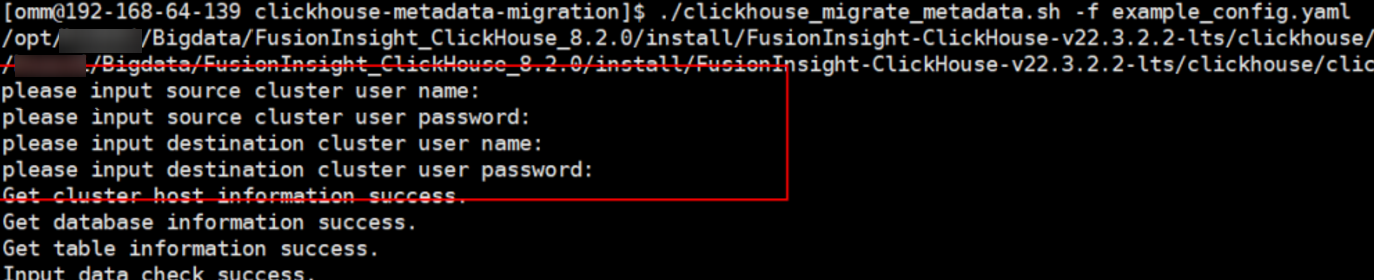 [omm@192-168-64-139 clickhouse-metadata-migration]$ ./clickhouse_migrate_metadata.sh -f example_config.yaml
/opt/ /Bigdata/FusionInsight_ClickHouse_8.2.0/install/FusionInsight-ClickHouse-v22.3.2.2-lts/clickhouse/
/ /Bigdata/FusionInsight_ClickHouse_8.2.0/install/FusionInsight-ClickHouse-v22.3.2.2-lts/clickhouse/clic
please input source cluster user name:
please input source cluster user password:
please input destination cluster user name:
please input destination cluster user password:
Get cluster host information success.
Get database information success.
Get table information success.
Input data check success.